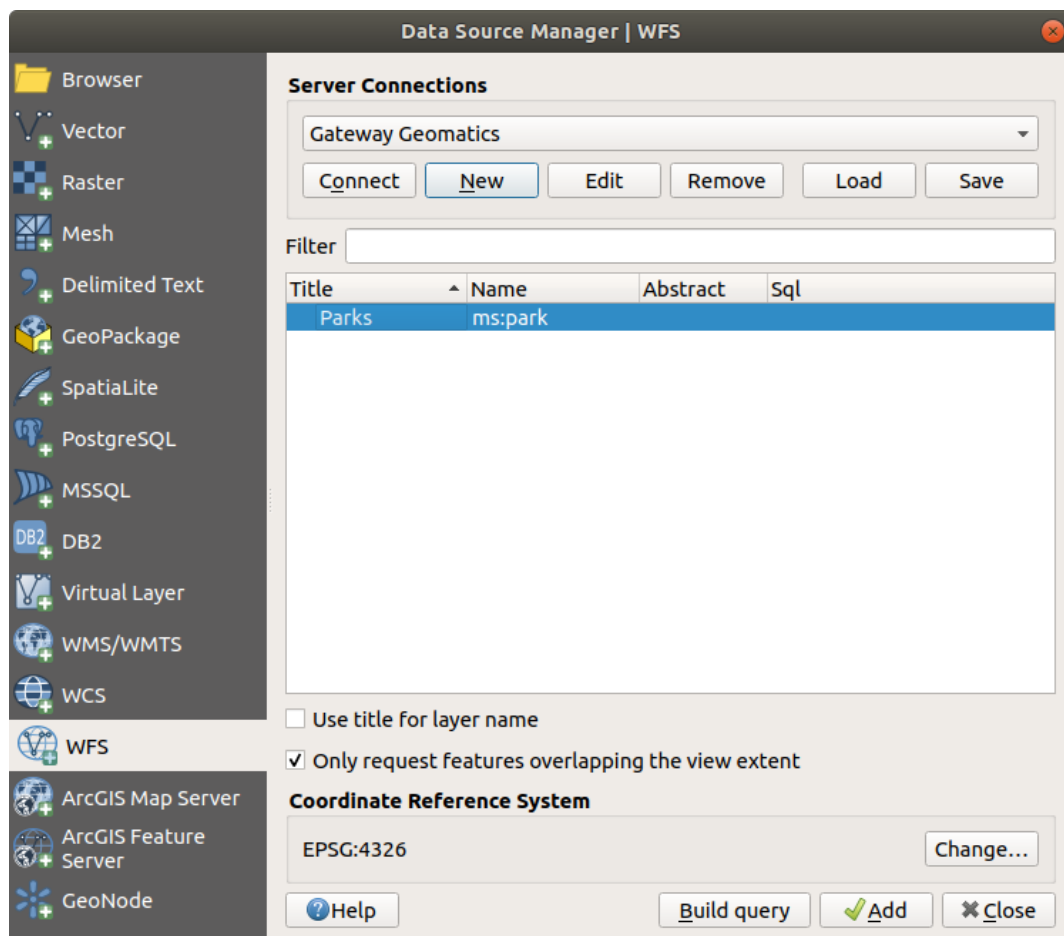 Data Source Manager | WFS
Browser
Vector
Raster
Mesh
Delimited Text
GeoPackage
SpatiaLite
PostgreSQL
MSSQL
DB2
DB2
Virtual Layer
WMS/WMTS
WCS
WFS
ArcGIS Map Server
ArcGIS Feature
Server
GeoNode
Server Connections
Gateway Geomatics
Connect New Edit Remove Load Save
Filter
Title Name Abstract Sql
Parks ms:park
Use title for layer name
Only request features overlapping the view extent
Coordinate Reference System
EPSG:4326 Change...
?Help Build query Add Close